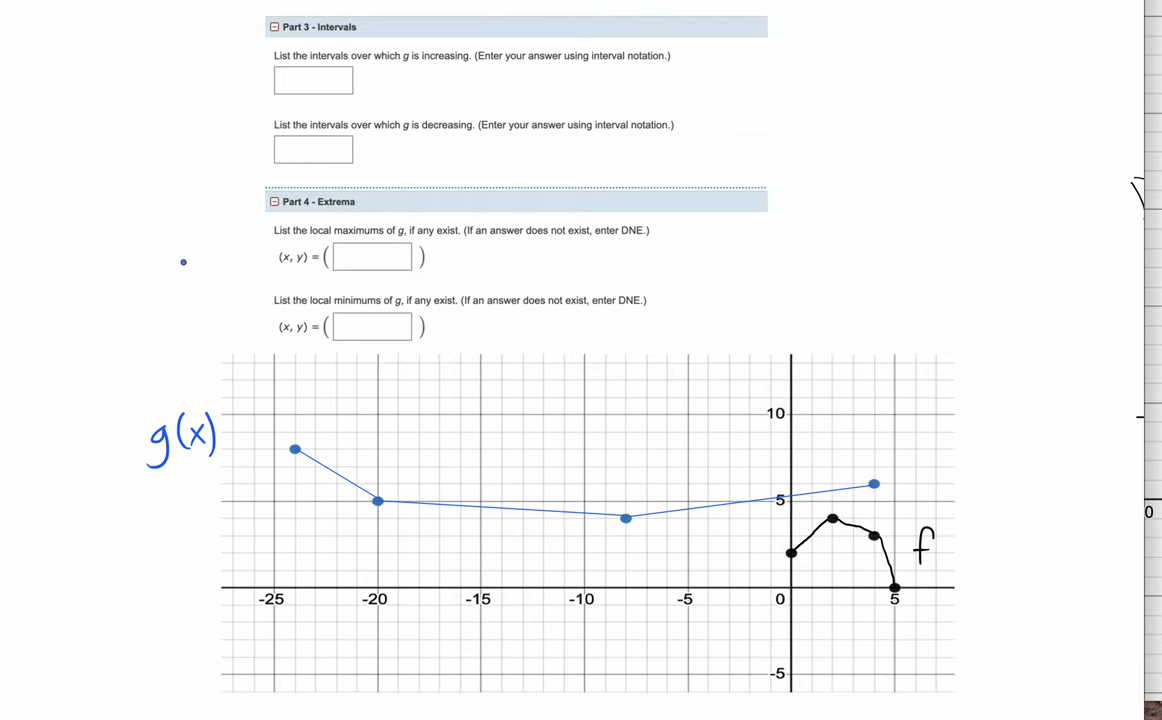 Part 3 - Intervals
List the intervals over which g is increasing. (Enter your answer using interval notation.)
List the intervals over which g is decreasing. (Enter your answer using interval notation.)
Part 4 - Extrema
List the local maximums of g, if any exist. (If an answer does not exist, enter DNE.)
(x, y) = ( )
List the local minimums of g, if any exist. (If an answer does not exist, enter DNE.)
(x, y) = ( )
10
g(x)
5
0
f
-25 -20 -15 -10 -5 0 5
-5